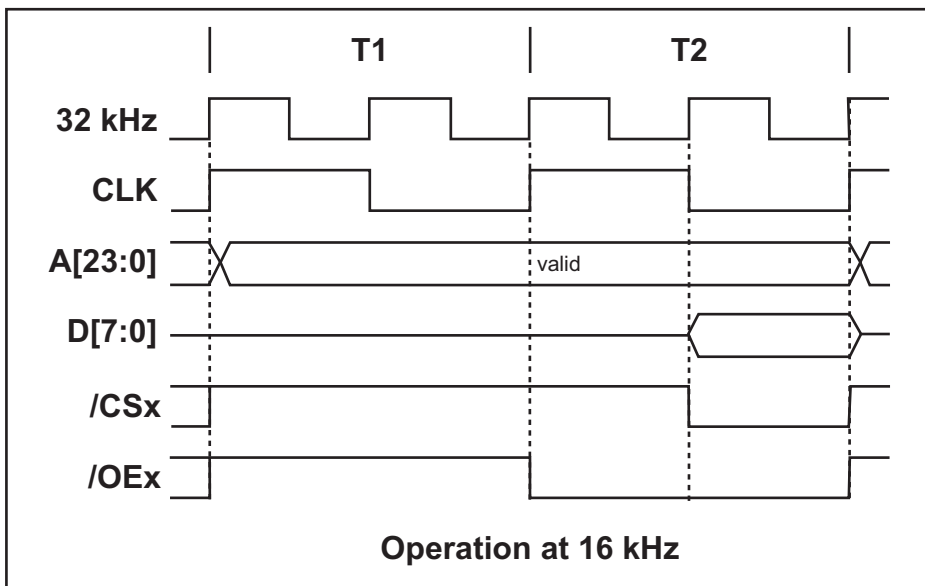 T1 T2
32 kHz
CLK
A[23:0] valid
D[7:0]
/CSx
/OEx
Operation at 16 kHz